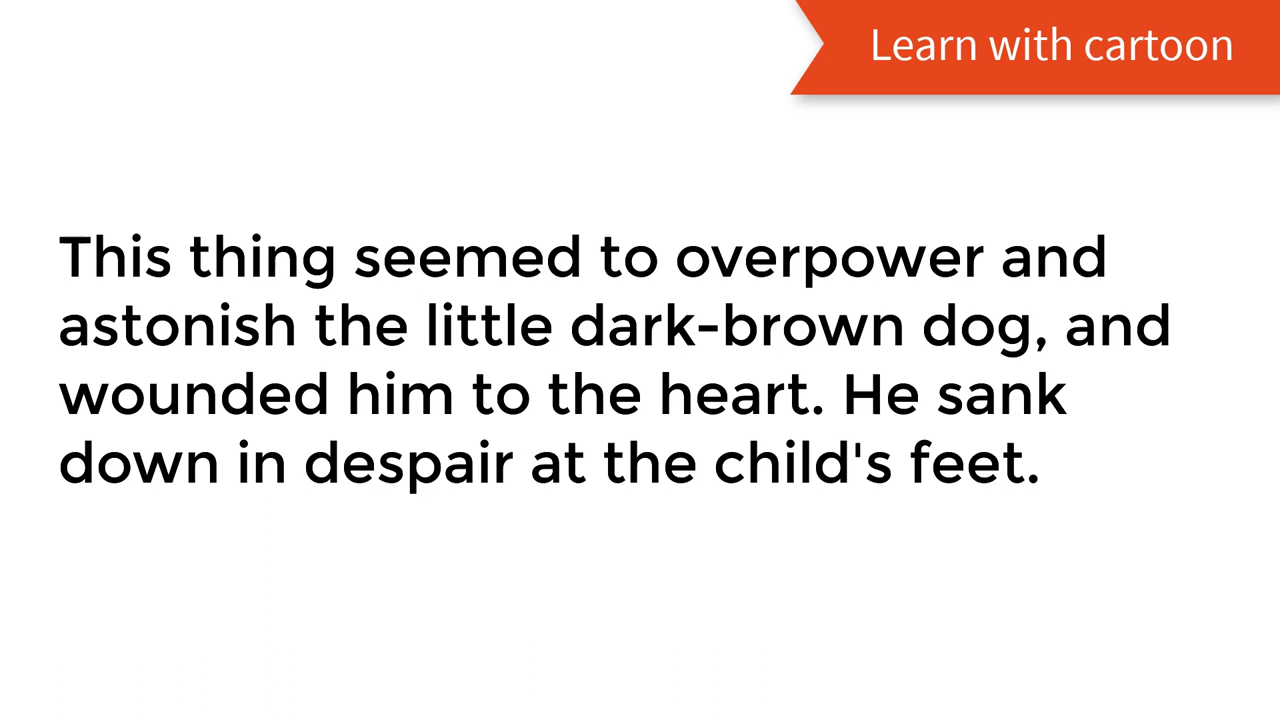 Learn with cartoon
This thing seemed to overpower and
astonish the little dark-brown dog, and
wounded him to the heart. He sank
down in despair at the child's feet.